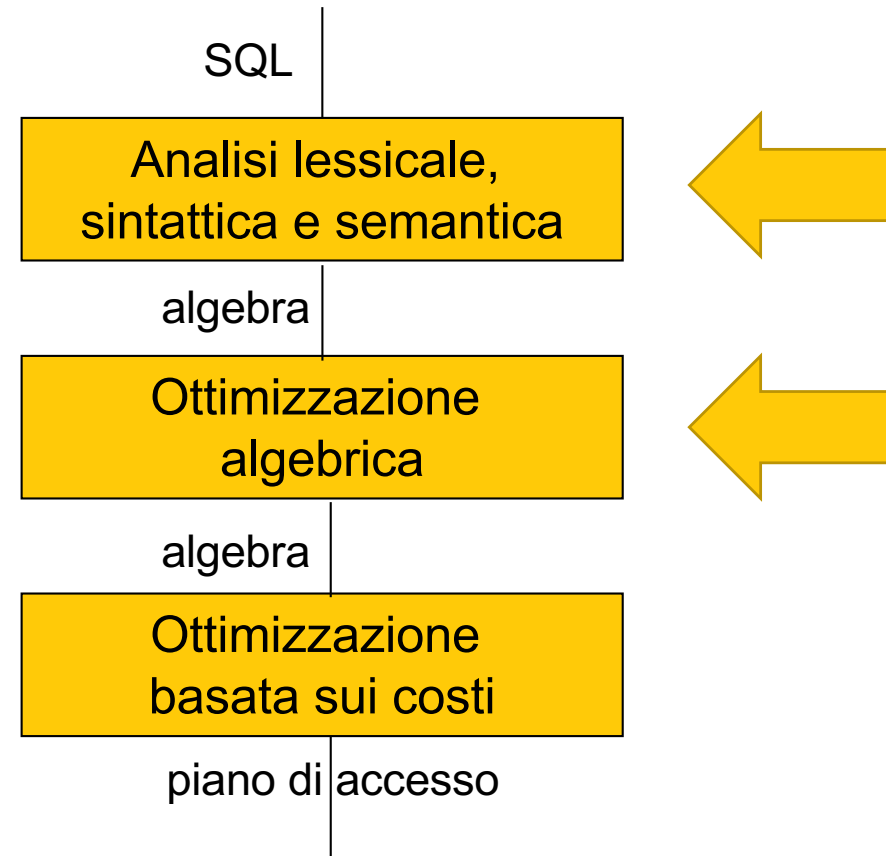 SQL
Analisi lessicale,
sintattica e semantica
algebra
Ottimizzazione
algebrica
algebra
Ottimizzazione
basata sui costi
piano di accesso